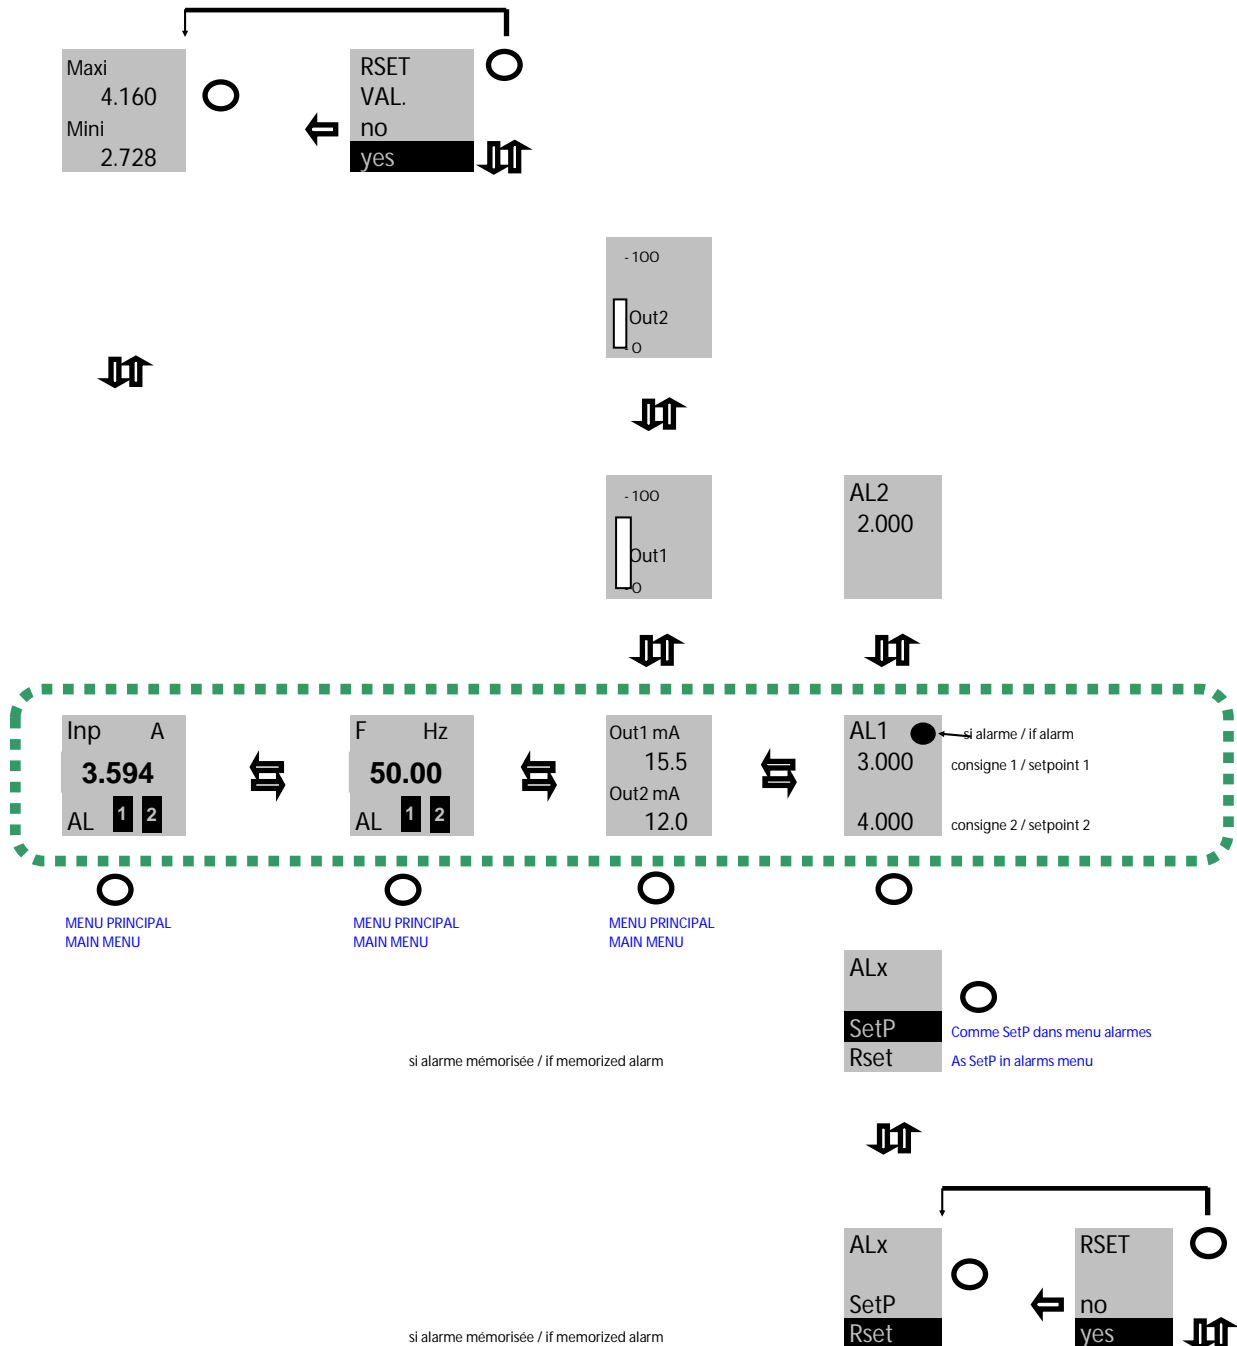 Maxi
4.160
Mini
2.728
RSET
VAL.
no
yes
- 100
Out2
- 0
- 100
Out1
- 0
AL2
2.000
Inp A
3.594
AL 1 2
F Hz
50.00
AL 1 2
Out1 mA
15.5
Out2 mA
12.0
AL1
3.000
4.000
si alarme / if alarm
consigne 1 / setpoint 1
consigne 2 / setpoint 2
MENU PRINCIPAL
MAIN MENU
MENU PRINCIPAL
MAIN MENU
MENU PRINCIPAL
MAIN MENU
ALx
SetP
Rset
Comme SetP dans menu alarmes
As SetP in alarms menu
si alarme mémorisée / if memorized alarm
ALx
SetP
Rset
RSET
no
yes
si alarme mémorisée / if memorized alarm